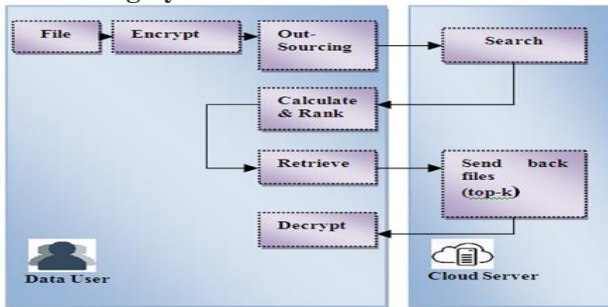 File
Encrypt
Out-
Sourcing
Search
Calculate
& Rank
Retrieve
Send back
files
(top-k)
Decrypt
Data User
Cloud Server